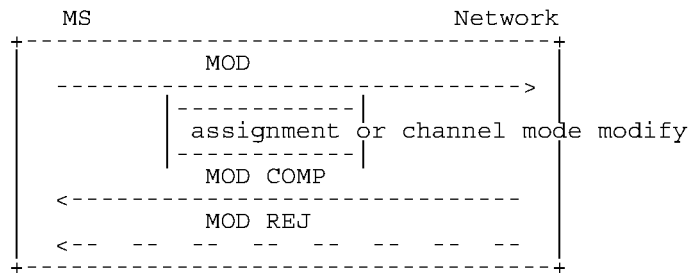 MS Network
MOD
assignment or channel mode modify
MOD COMP
MOD REJ